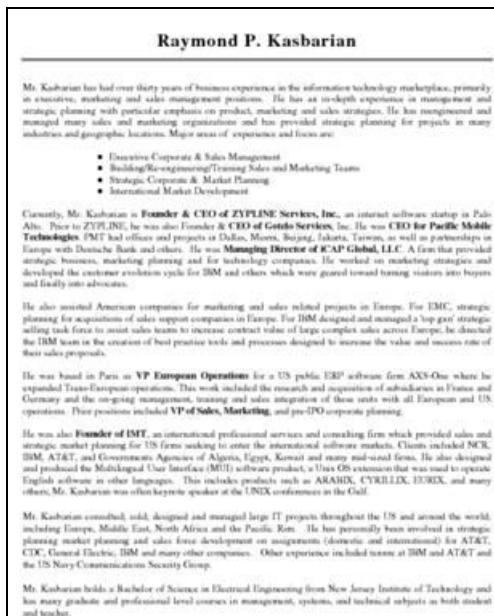 Raymond P. Kasbarian
Mr. Kasbarian has had over thirty years of business experience in the information technology marketplace, primarily
in executive, marketing and sales management positions. He has an in-depth experience in management and
strategic planning with particular emphasis on product, marketing and sales strategies. He has reengineered and
managed many sales and marketing organizations and has provided strategic planning for projects in many
industries and geographic locations. Major areas of experience and focus are:
■ Executive Corporate & Sales Management
■ Building/Re-engineering/Training Sales and Marketing Teams
■ Strategic Corporate & Market Planning
■ International Market Development
Currently, Mr. Kasbarian is Founder & CEO of ZYPLINE Services, Inc., an internet software startup in Palo
Alto. Prior to ZYPLINE, he was also Founder & CEO of Gotelo Services, Inc. He was CEO for Pacific Mobile
Technologies. PMT had offices and projects in Dallas, Miami, Beijing, Jakarta, Taiwan, as well as partnerships in
Europe with Deutsche Bank and others. He was Managing Director of iCAP Global, LLC. A firm that provided
strategic business, marketing planning and for technology companies. He worked on marketing strategies and
developed the customer evolution cycle for IBM and others which were geared toward turning visitors into buyers
and finally into advocates.
He also assisted American companies for marketing and sales related projects in Europe. For EMC, strategic
planning for acquisitions of sales support companies in Europe. For IBM designed and managed a 'top gun' strategic
selling task force to assist sales teams to increase contract value of large complex sales across Europe, he directed
the IBM team in the creation of best practice tools and processes designed to increase the value and success rate of
their sales proposals.
He was based in Paris as VP European Operations for a US public ERP software firm AXS-One where he
expanded Trans-European operations. This work included the research and acquisition of subsidiaries in France and
Germany and the on-going management, training and sales integration of these units with all European and US
operations. Prior positions included VP of Sales, Marketing, and pre-IPO corporate planning.
He was also Founder of IMT, an international professional services and consulting firm which provided sales and
strategic market planning for US firms seeking to enter the international software markets. Clients included NCR,
IBM, AT&T, and Governments Agencies of Algeria, Egypt, Kuwait and many mid-sized firms. He also designed
and produced the Multilingual User Interface (MUI) software product, a Unix OS extension that was used to operate
English software in other languages. This includes products such as ARABIX, CYRILLIX, EURIX, and many
others. Mr. Kasbarian was often keynote speaker at the UNIX conferences in the Gulf.
Mr. Kasbarian consulted, sold, designed and managed large IT projects throughout the US and around the world;
including Europe, Middle East, North Africa and the Pacific Rim. He has personally been involved in strategic
planning market planning and sales force development on assignments (domestic and international) for AT&T,
CDC, General Electric, IBM and many other companies. Other experience included tenure at IBM and AT&T and
the US Navy Communications Security Group.
Mr. Kasbarian holds a Bachelor of Science in Electrical Engineering from New Jersey Institute of Technology and
has many graduate and professional level courses in management, systems, and technical subjects as both student
and teacher.